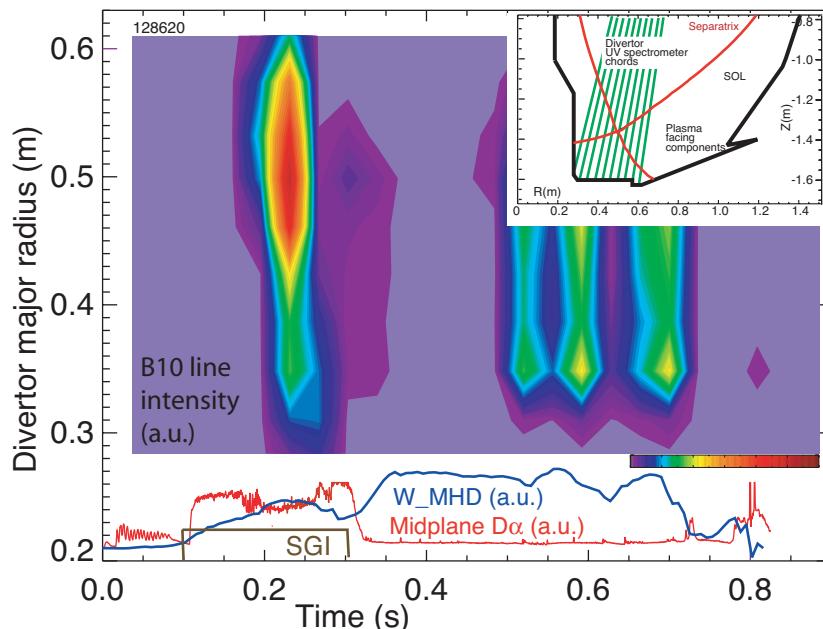 128620
0.6
0.5
0.4
0.3
0.2
Divertor major radius (m)
B10 line
intensity
(a.u.)
Divertor
UV spectrometer
chords
Separatrix
SOL
Plasma
facing
components
R(m)
0.2 0.4 0.6 0.8 1.0 1.2 1.4
-0.8
-1.0
-1.2
-1.4
-1.6
Z(m)
W_MHD (a.u.)
Midplane Dα (a.u.)
SGI
0.0 0.2 0.4 0.6 0.8
Time (s)